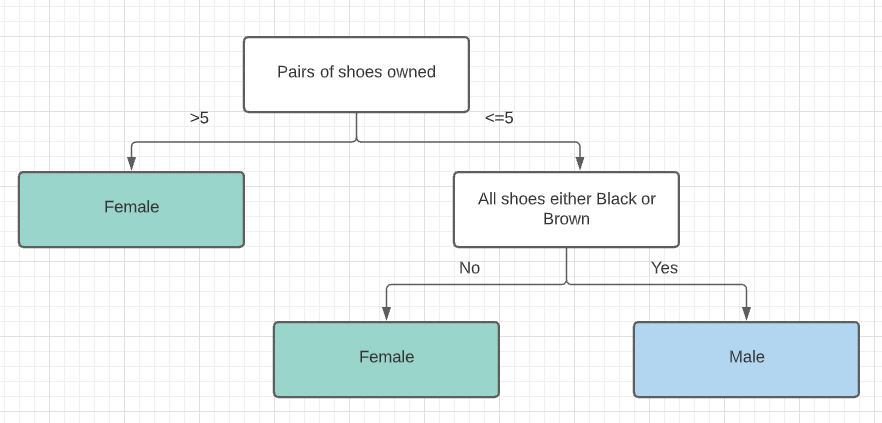 Pairs of shoes owned
>5
<=5
Female
All shoes either Black or
Brown
No
Yes
Female
Male